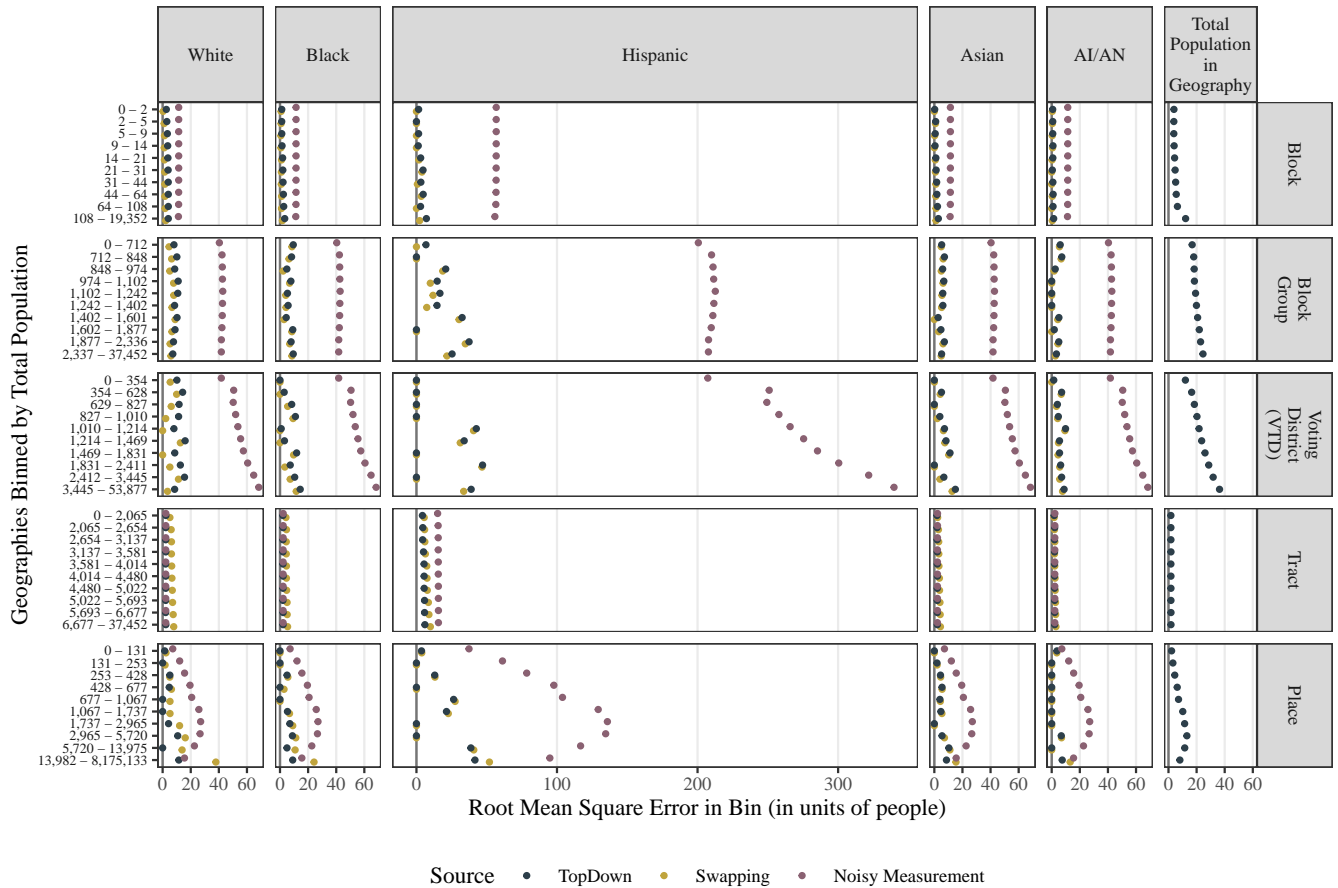 White Black Hispanic Asian AI/AN Total
Population
in
Geography
Geographies Binned by Total Population
0 – 2
2 – 5
5 – 9
9 – 14
14 – 21
21 – 31
31 – 44
44 – 64
64 – 108
108 – 19,352
Block
0 – 712
712 – 848
848 – 974
974 – 1,102
1,102 – 1,242
1,242 – 1,402
1,402 – 1,601
1,602 – 1,877
1,877 – 2,336
2,337 – 37,452
Block
Group
0 – 354
354 – 628
629 – 827
827 – 1,010
1,010 – 1,214
1,214 – 1,469
1,469 – 1,831
1,831 – 2,411
2,412 – 3,445
3,445 – 53,877
Voting
District
(VTD)
0 – 2,065
2,065 – 2,654
2,654 – 3,137
3,137 – 3,581
3,581 – 4,014
4,014 – 4,480
4,480 – 5,022
5,022 – 5,693
5,693 – 6,677
6,677 – 37,452
Tract
0 – 131
131 – 253
253 – 428
428 – 677
677 – 1,067
1,067 – 1,737
1,737 – 2,965
2,965 – 5,720
5,720 – 13,975
13,982 – 8,175,133
Place
0 20 40 60 0 20 40 60 0 100 200 300 0 20 40 60 0 20 40 60 0 20 40 60
Root Mean Square Error in Bin (in units of people)
Source TopDown Swapping Noisy Measurement